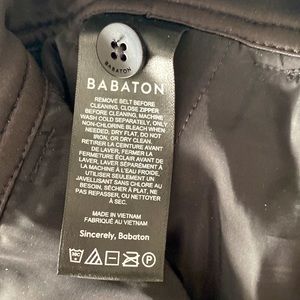 BABATON
REMOVE BELT BEFORE
CLEANING, CLOSE ZIPPER
BEFORE CLEANING, MACHINE
WASH COLD SEPARATELY, ONLY
NON-CHLORINE BLEACH WHEN
NEEDED, DRY FLAT, DO NOT
IRON, OR DRY CLEAN.
RETIRER LA CEINTURE AVANT
DE LAVER, FERMER LA
FERMETURE ÉCLAIR AVANT DE
LAVER, LAVER SÉPARÉMENT À
LA MACHINE À L'EAU FROIDE,
UTILISER SEULEMENT UN
JAVELLISANT SANS CHLORE AU
BESOIN, SÉCHER À PLAT, NE
PAS REPASSER, OU NETTOYER
À SEC.
MADE IN VIETNAM
FABRIQUÉ AU VIETNAM
Sincerely, Babaton
P